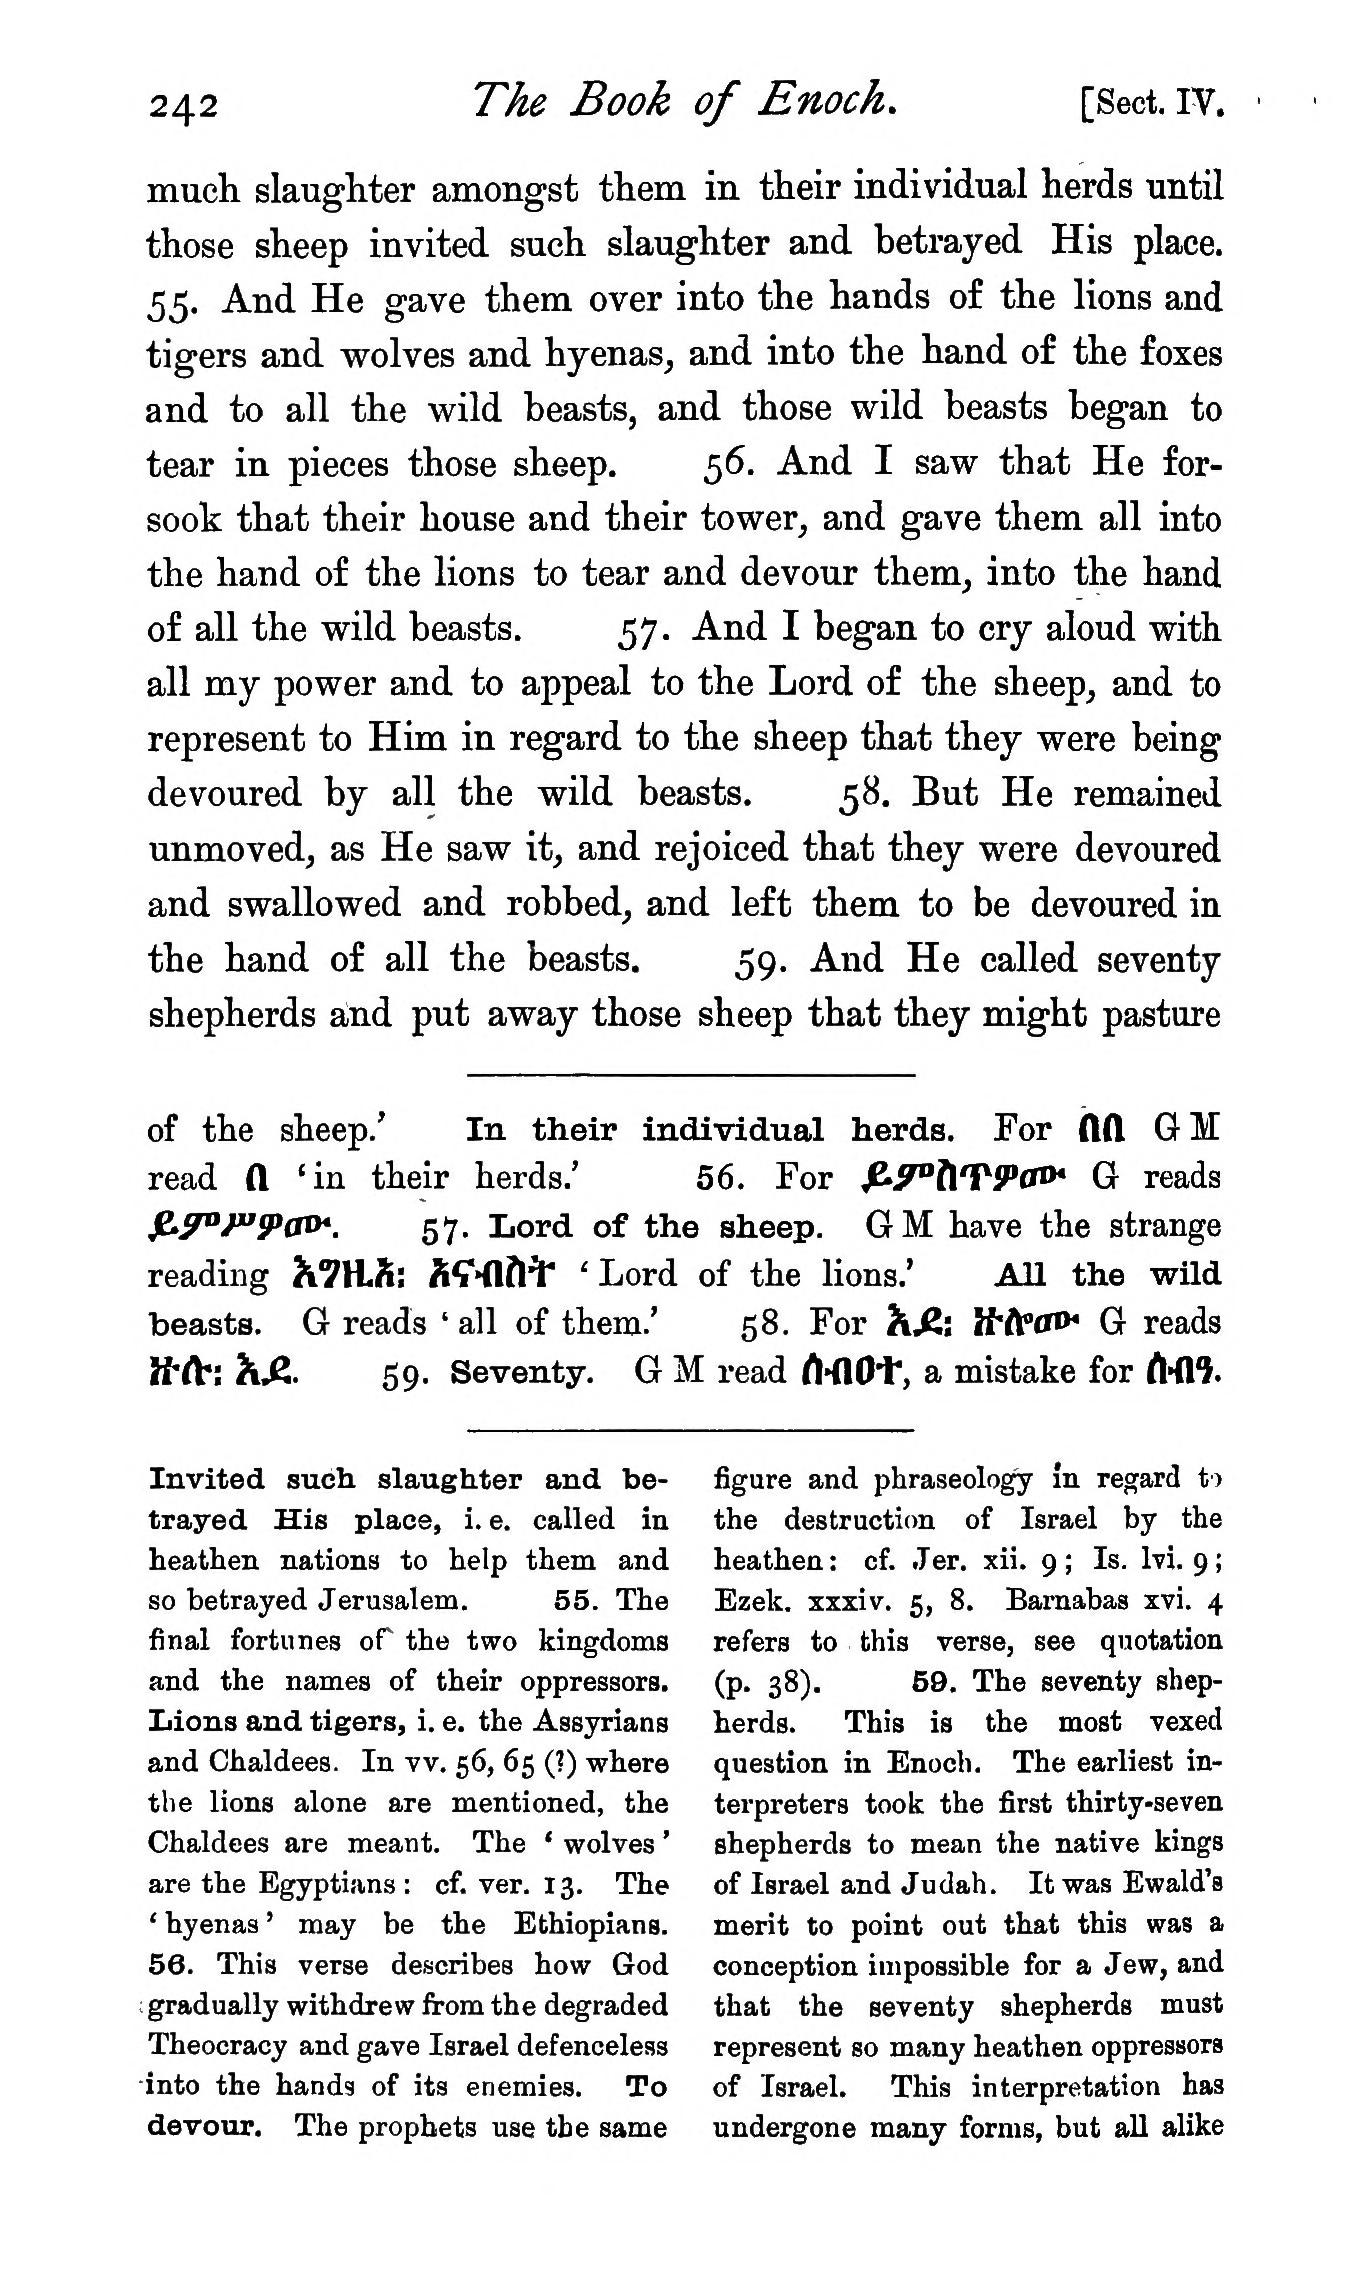 242 The Book of Enoch. [Sect. IV.
much slaughter amongst them in their individual herds until
those sheep invited such slaughter and betrayed His place.
55. And He gave them over into the hands of the lions and
tigers and wolves and hyenas, and into the hand of the foxes
and to all the wild beasts, and those wild beasts began to
tear in pieces those sheep. 56. And I saw that He for-
sook that their house and their tower, and gave them all into
the hand of the lions to tear and devour them, into the hand
of all the wild beasts. 57. And I began to cry aloud with
all my power and to appeal to the Lord of the sheep, and to
represent to Him in regard to the sheep that they were being
devoured by all the wild beasts. 58. But He remained
unmoved, as He saw it, and rejoiced that they were devoured
and swallowed and robbed, and left them to be devoured in
the hand of all the beasts. 59. And He called seventy
shepherds and put away those sheep that they might pasture
of the sheep.’ In their individual herds. For በበ G M
read በ ‘in their herds.’ 56. For ይምስጥዎሙ G reads
ይምሥዎሙ. 57. Lord of the sheep. G M have the strange
reading እግዚአ፡ አናብስት ‘Lord of the lions.’ All the wild
beasts. G reads ‘all of them.’ 58. For እደ፡ ኵሎሙ G reads
ኵሉ፡ እደ. 59. Seventy. G M read ሰብዐተ, a mistake for ሰብዓ.
Invited such slaughter and be-
trayed His place, i. e. called in
heathen nations to help them and
so betrayed Jerusalem. 55. The
final fortunes of the two kingdoms
and the names of their oppressors.
Lions and tigers, i. e. the Assyrians
and Chaldees. In vv. 56, 65 (?) where
the lions alone are mentioned, the
Chaldees are meant. The ‘wolves’
are the Egyptians: cf. ver. 13. The
‘hyenas’ may be the Ethiopians.
56. This verse describes how God
gradually withdrew from the degraded
Theocracy and gave Israel defenceless
into the hands of its enemies. To
devour. The prophets use the same
figure and phraseology in regard to
the destruction of Israel by the
heathen: cf. Jer. xii. 9; Is. lvi. 9;
Ezek. xxxiv. 5, 8. Barnabas xvi. 4
refers to this verse, see quotation
(p. 38). 59. The seventy shep-
herds. This is the most vexed
question in Enoch. The earliest in-
terpreters took the first thirty-seven
shepherds to mean the native kings
of Israel and Judah. It was Ewald’s
merit to point out that this was a
conception impossible for a Jew, and
that the seventy shepherds must
represent so many heathen oppressors
of Israel. This interpretation has
undergone many forms, but all alike